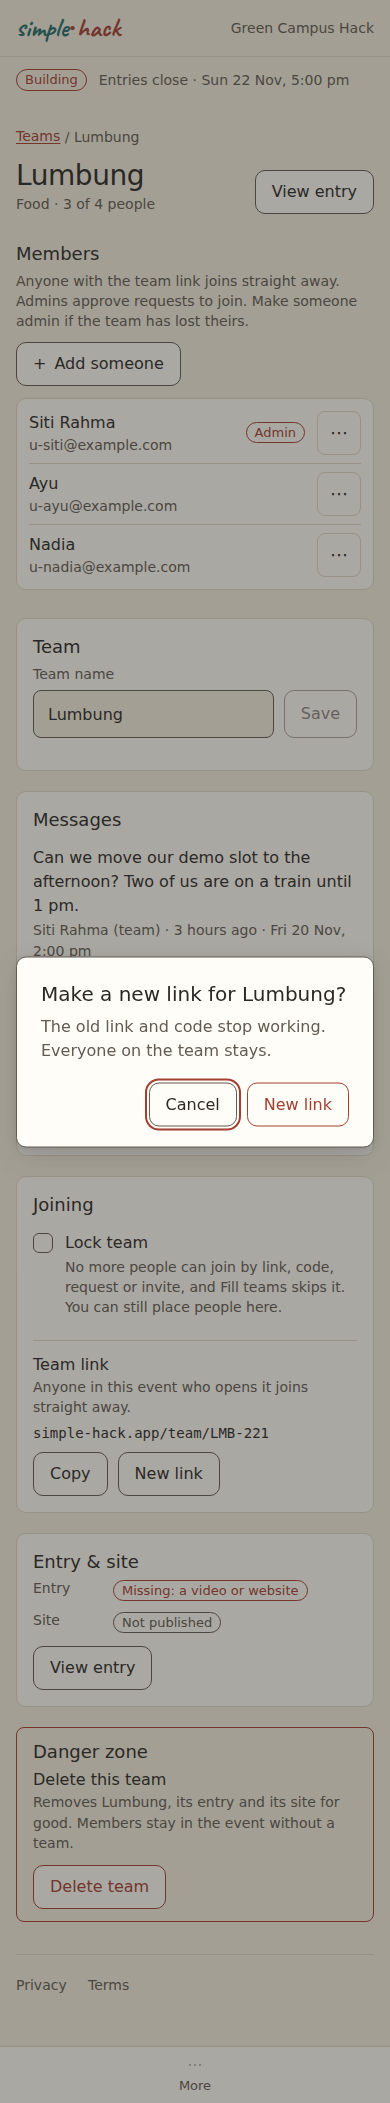 simple hack
Green Campus Hack
Building
Entries close · Sun 22 Nov, 5:00 pm
Teams / Lumbung
Lumbung
Food · 3 of 4 people
View entry
Members
Anyone with the team link joins straight away.
Admins approve requests to join. Make someone
admin if the team has lost theirs.
+ Add someone
Siti Rahma
u-siti@example.com
Admin
···
Ayu
u-ayu@example.com
···
Nadia
u-nadia@example.com
···
Team
Team name
Lumbung
Save
Messages
Can we move our demo slot to the
afternoon? Two of us are on a train until
1 pm.
Siti Rahma (team) · 3 hours ago · Fri 20 Nov,
2:00 pm
Make a new link for Lumbung?
The old link and code stop working.
Everyone on the team stays.
Cancel
New link
Joining
Lock team
No more people can join by link, code,
request or invite, and Fill teams skips it.
You can still place people here.
Team link
Anyone in this event who opens it joins
straight away.
simple-hack.app/team/LMB-221
Copy
New link
Entry & site
Entry
Missing: a video or website
Site
Not published
View entry
Danger zone
Delete this team
Removes Lumbung, its entry and its site for
good. Members stay in the event without a
team.
Delete team
Privacy
Terms
···
More